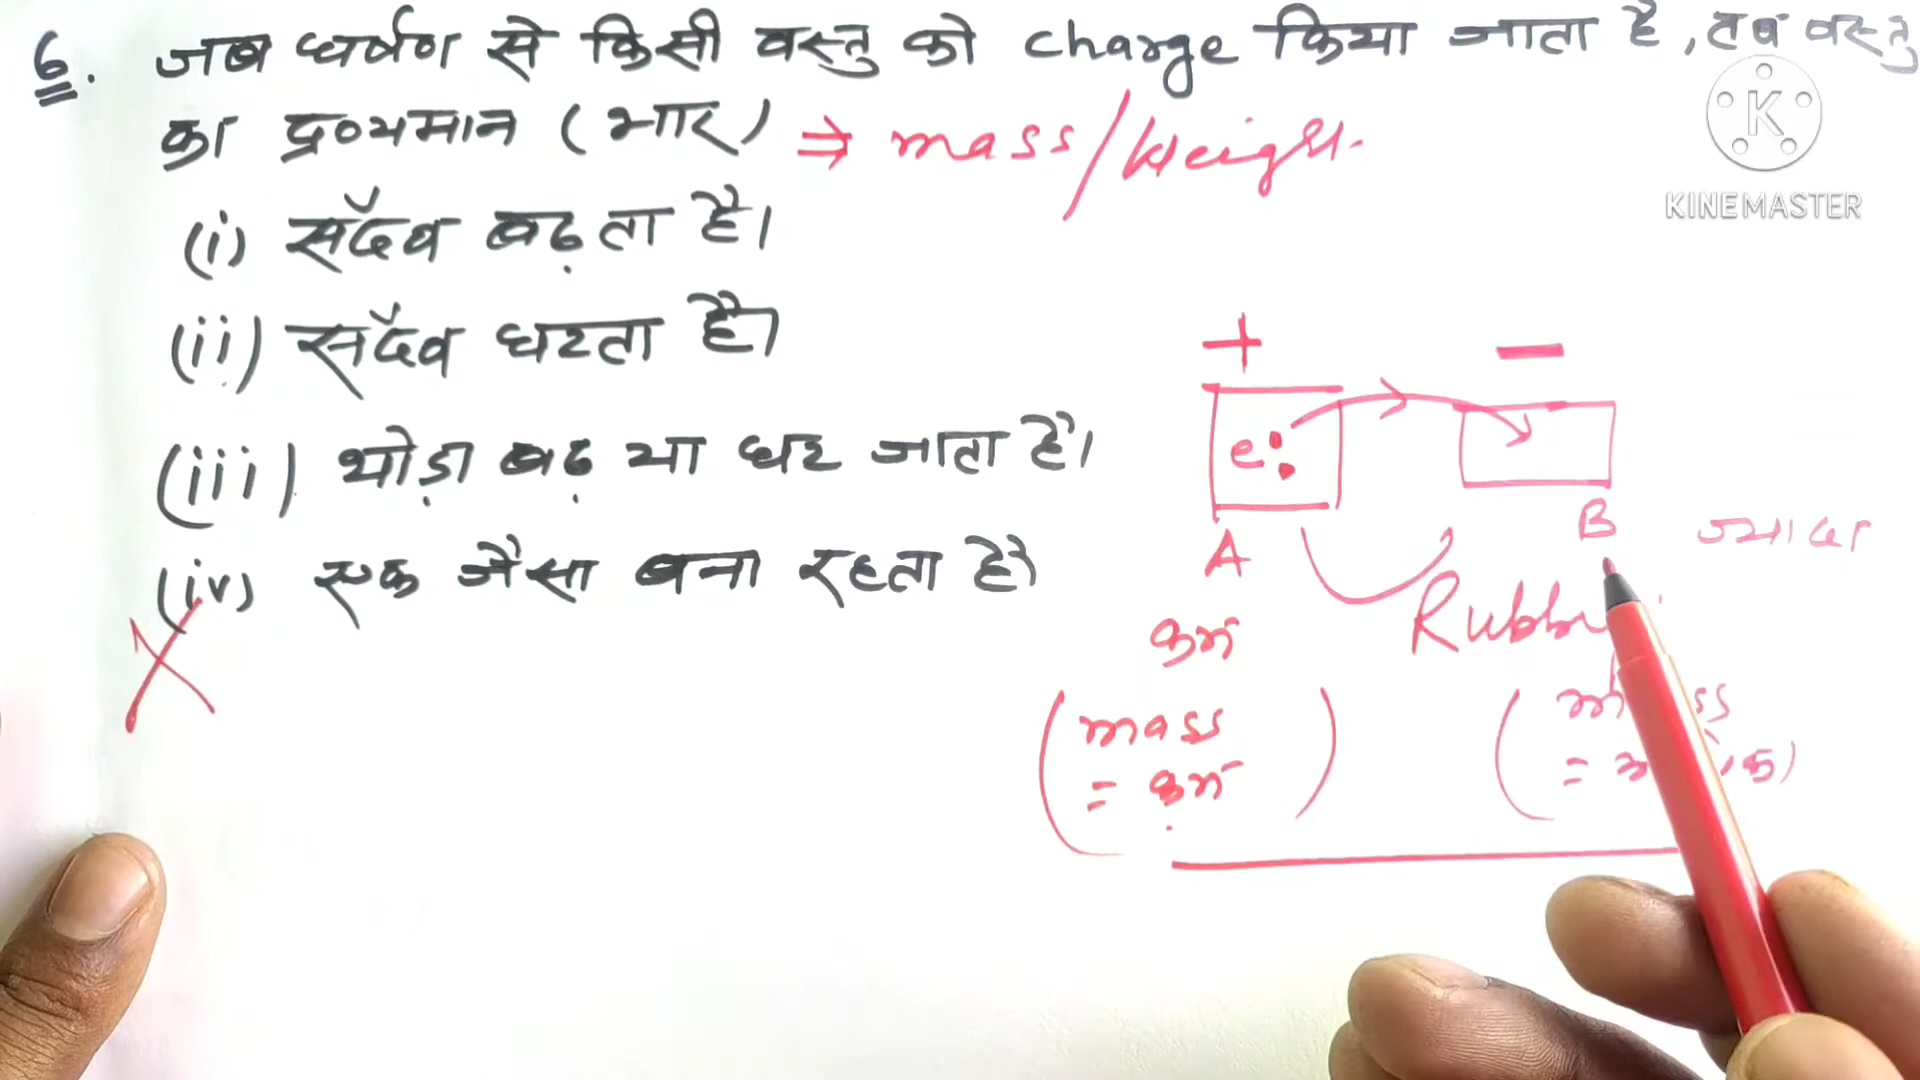 6. जब घर्षण से किसी वस्तु को charge किया जाता है, तब वस्तु
का द्रव्यमान (भार) ⇒ mass/Weight.
(i) सदैव बढ़ता है।
(ii) सदैव घटता है।
(iii) थोड़ा बढ़ या घट जाता है।
(iv) एक जैसा बना रहता है
+ −
e
A B ज्यादा
कम
(mass
= कम)
K
KINEMASTER